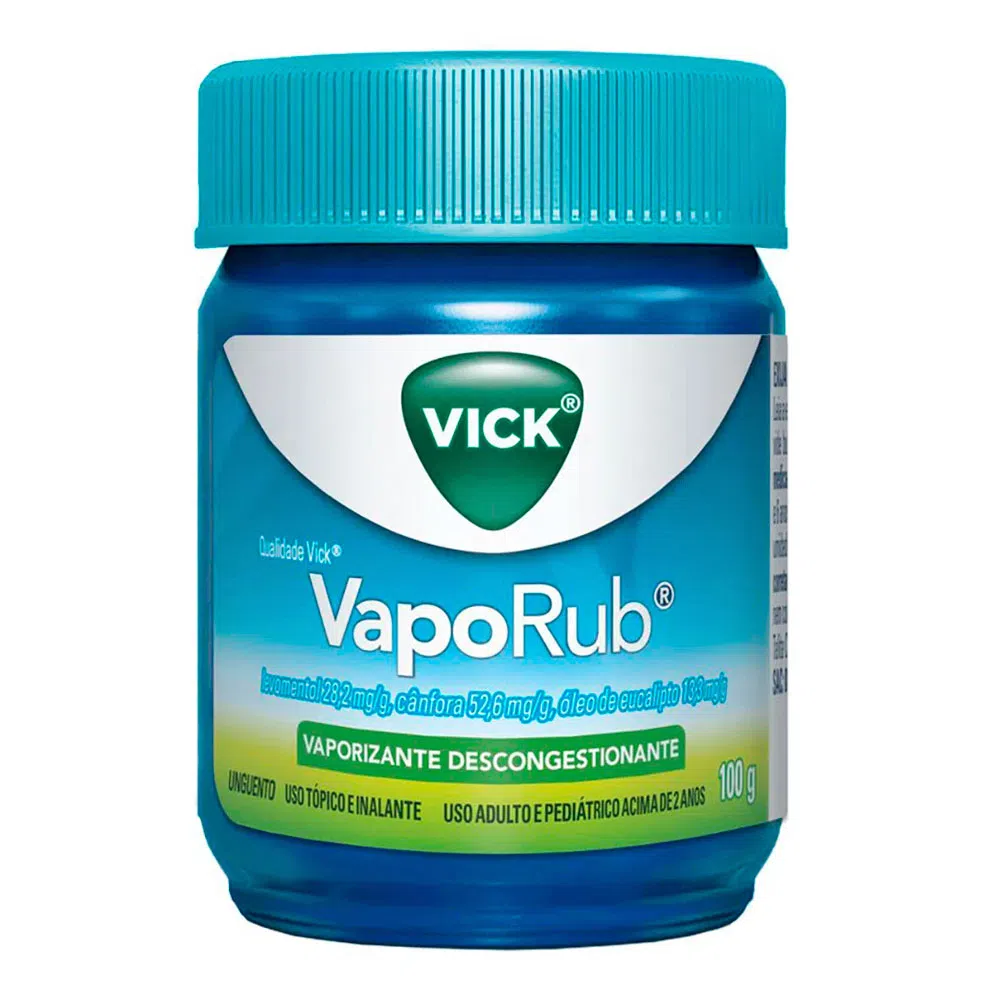 VICK®
Qualidade Vick®
VapoRub®
levomentol 28,2 mg/g, cânfora 52,6 mg/g, óleo de eucalipto 13,3 mg/g
VAPORIZANTE DESCONGESTIONANTE
UNGUENTO USO TÓPICO E INALANTE USO ADULTO E PEDIÁTRICO ACIMA DE 2 ANOS 100 g